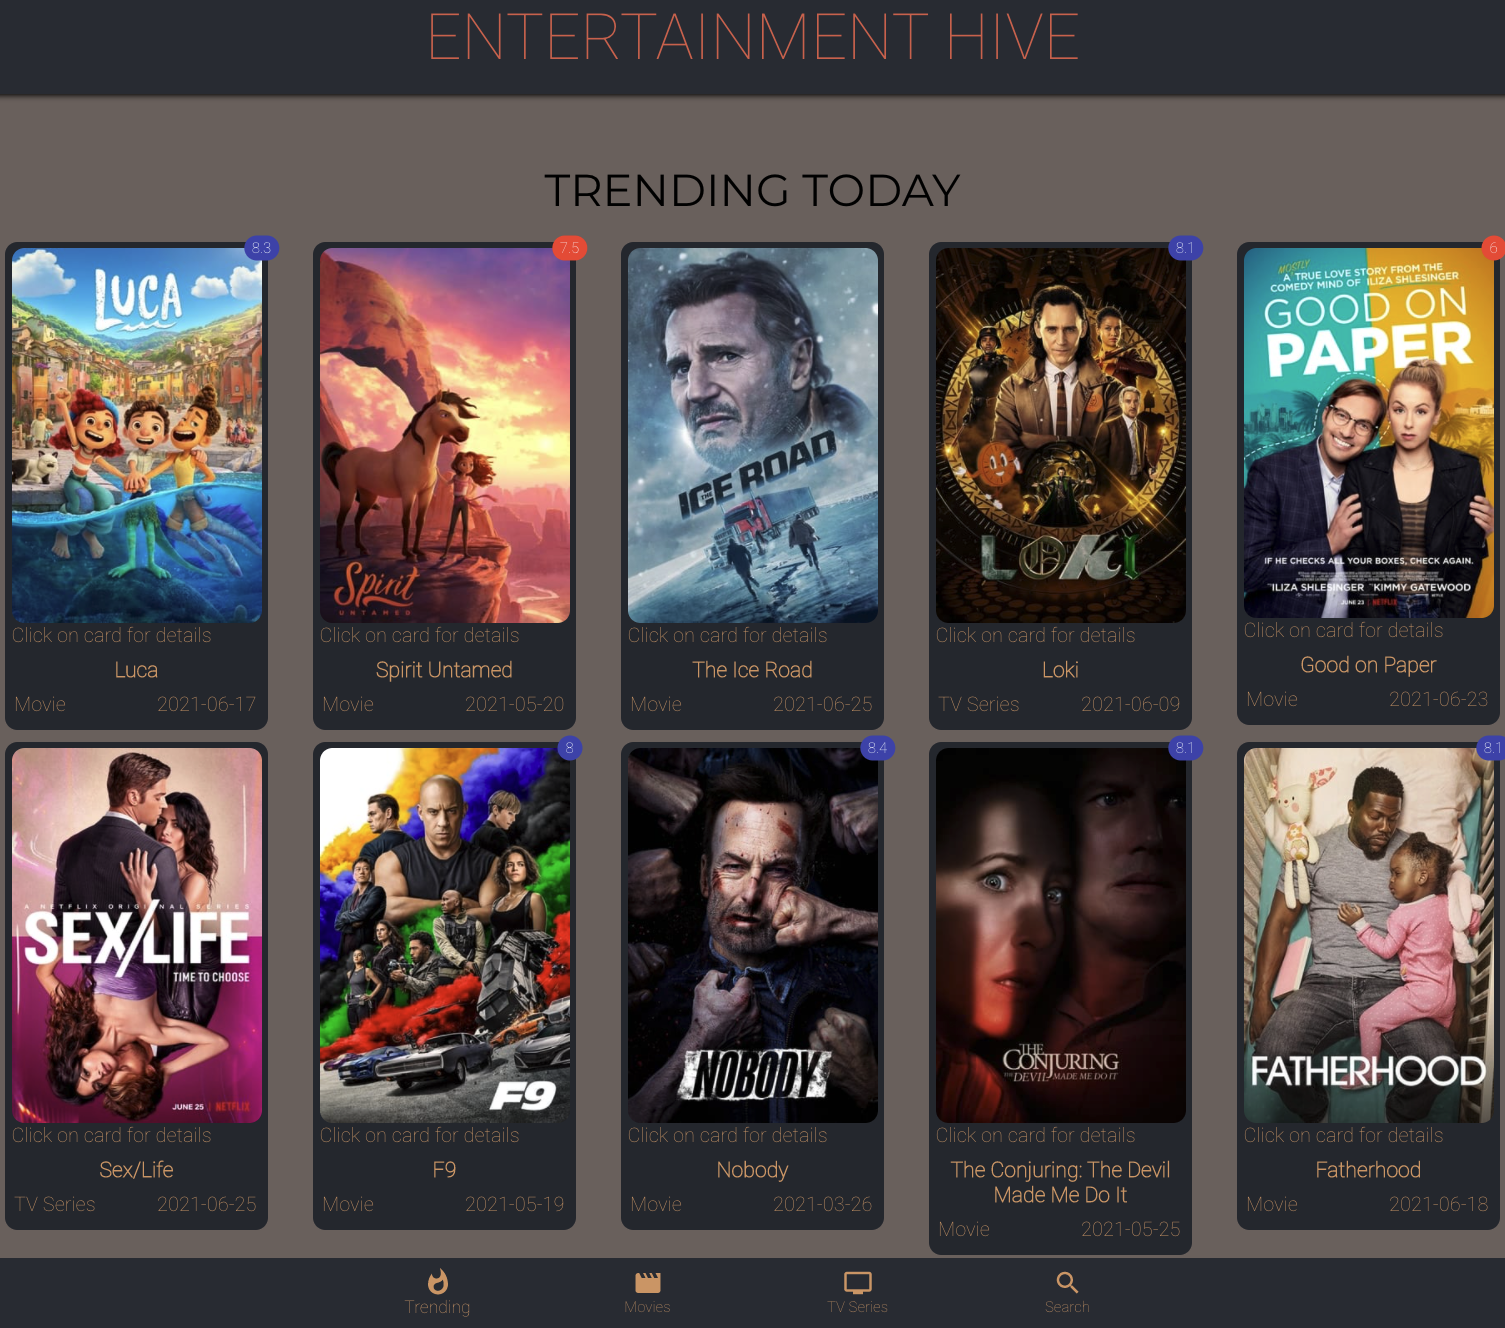 ENTERTAINMENT HIVE
TRENDING TODAY
8.3
LUCA
Click on card for details
Luca
Movie 2021-06-17
7.5
Spirit
UNTAMED
Click on card for details
Spirit Untamed
Movie 2021-05-20
THE
ICE ROAD
Click on card for details
The Ice Road
Movie 2021-06-25
8.1
LOKI
Click on card for details
Loki
TV Series 2021-06-09
6
MOSTLY
A TRUE LOVE STORY FROM THE
COMEDY MIND OF ILIZA SHLESINGER
GOOD ON
PAPER
IF HE CHECKS ALL YOUR BOXES, CHECK AGAIN.
ILIZA SHLESINGER KIMMY GATEWOOD
JUNE 23 | NETFLIX
Click on card for details
Good on Paper
Movie 2021-06-23
A NETFLIX ORIGINAL SERIES
SEX/LIFE
TIME TO CHOOSE
JUNE 25 | NETFLIX
Click on card for details
Sex/Life
TV Series 2021-06-25
8
F9
Click on card for details
F9
Movie 2021-05-19
8.4
NOBODY
Click on card for details
Nobody
Movie 2021-03-26
8.1
THE
CONJURING
THE DEVIL MADE ME DO IT
Click on card for details
The Conjuring: The Devil
Made Me Do It
Movie 2021-05-25
8.1
FATHERHOOD
Click on card for details
Fatherhood
Movie 2021-06-18
Trending
Movies
TV Series
Search